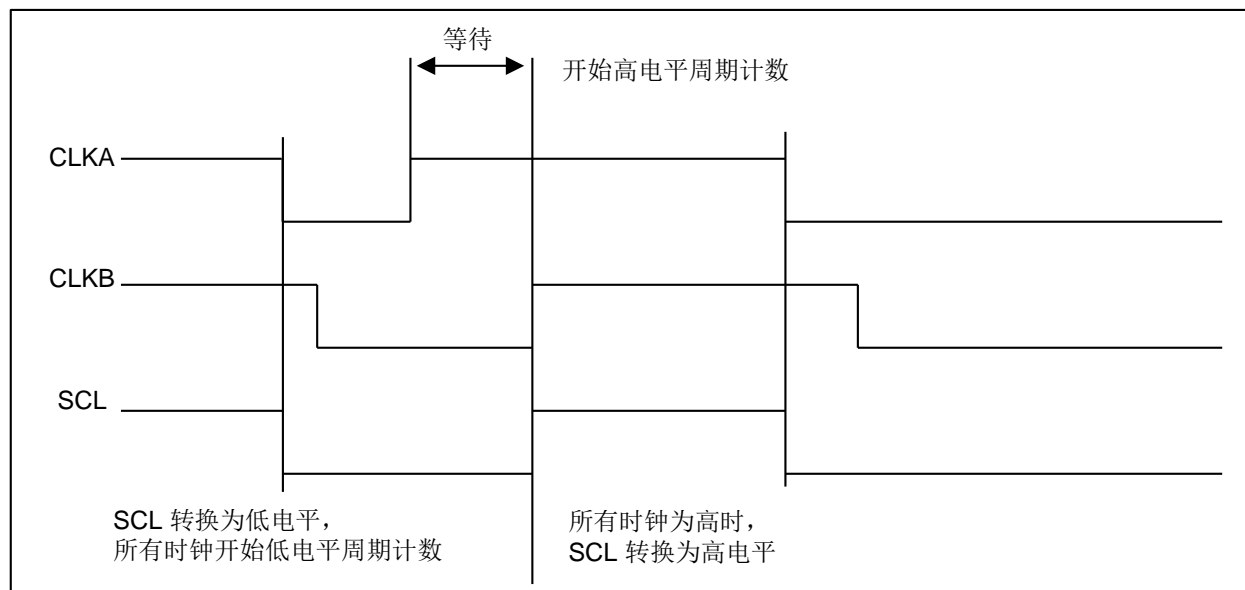 等待
开始高电平周期计数
CLKA
CLKB
SCL
SCL 转换为低电平，
所有时钟开始低电平周期计数
所有时钟为高时，
SCL 转换为高电平